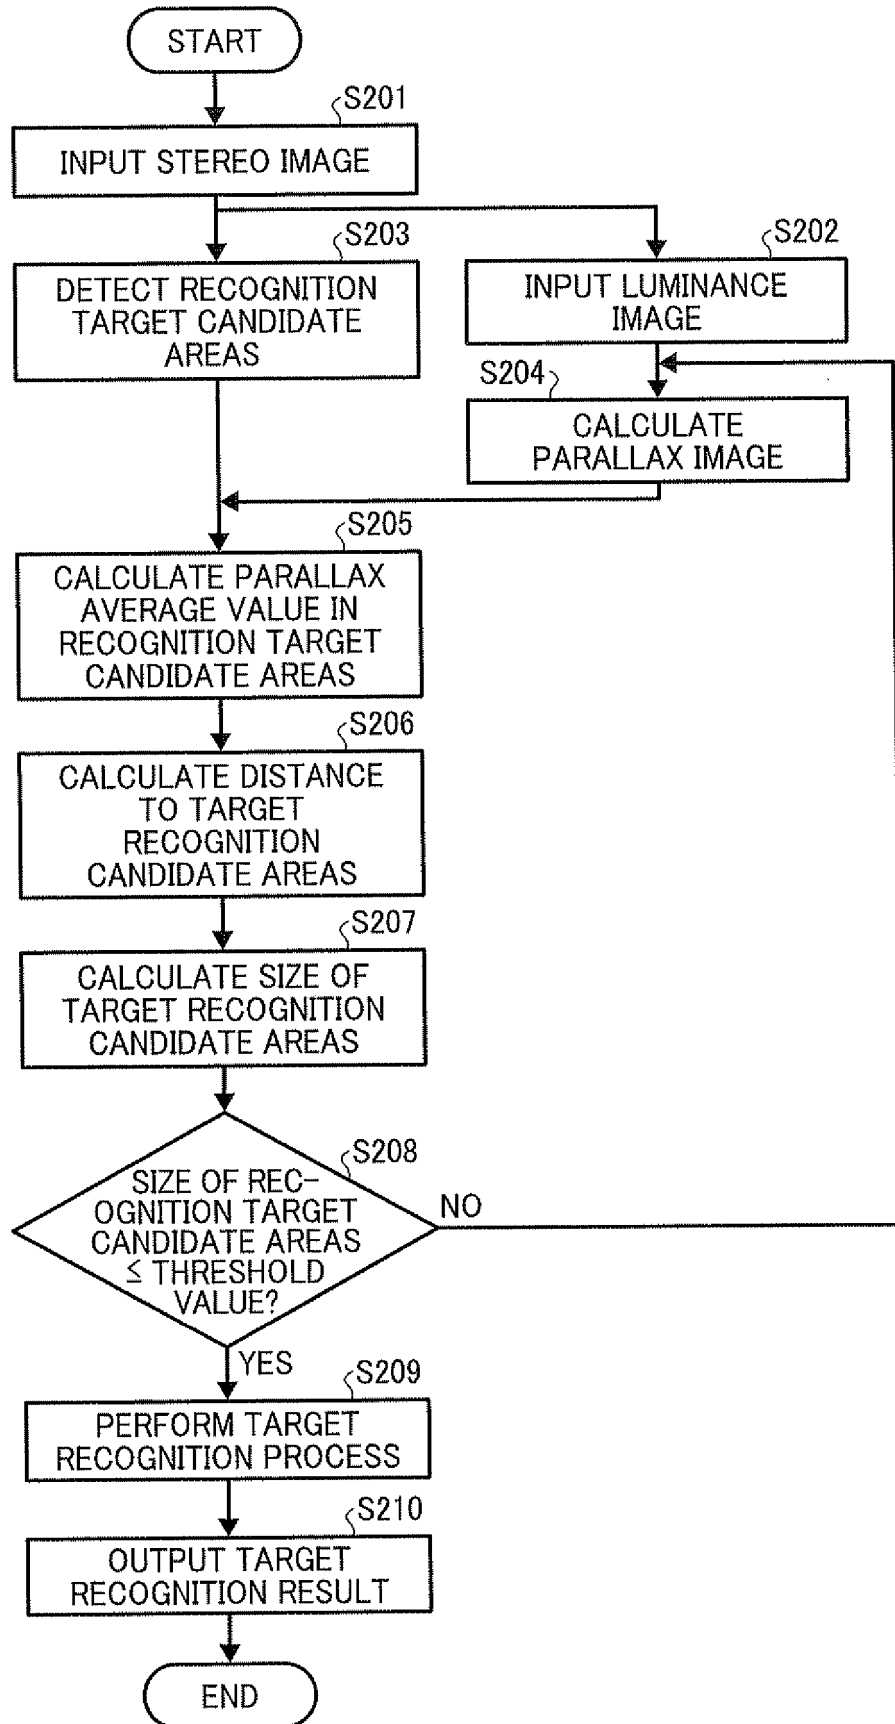 START
S201
INPUT STEREO IMAGE
S203
DETECT RECOGNITION
TARGET CANDIDATE
AREAS
S202
INPUT LUMINANCE
IMAGE
S204
CALCULATE
PARALLAX IMAGE
S205
CALCULATE PARALLAX
AVERAGE VALUE IN
RECOGNITION TARGET
CANDIDATE AREAS
S206
CALCULATE DISTANCE
TO TARGET
RECOGNITION
CANDIDATE AREAS
S207
CALCULATE SIZE OF
TARGET RECOGNITION
CANDIDATE AREAS
S208
SIZE OF REC-
OGNITION TARGET
CANDIDATE AREAS
≦ THRESHOLD
VALUE?
NO
YES
S209
PERFORM TARGET
RECOGNITION PROCESS
S210
OUTPUT TARGET
RECOGNITION RESULT
END